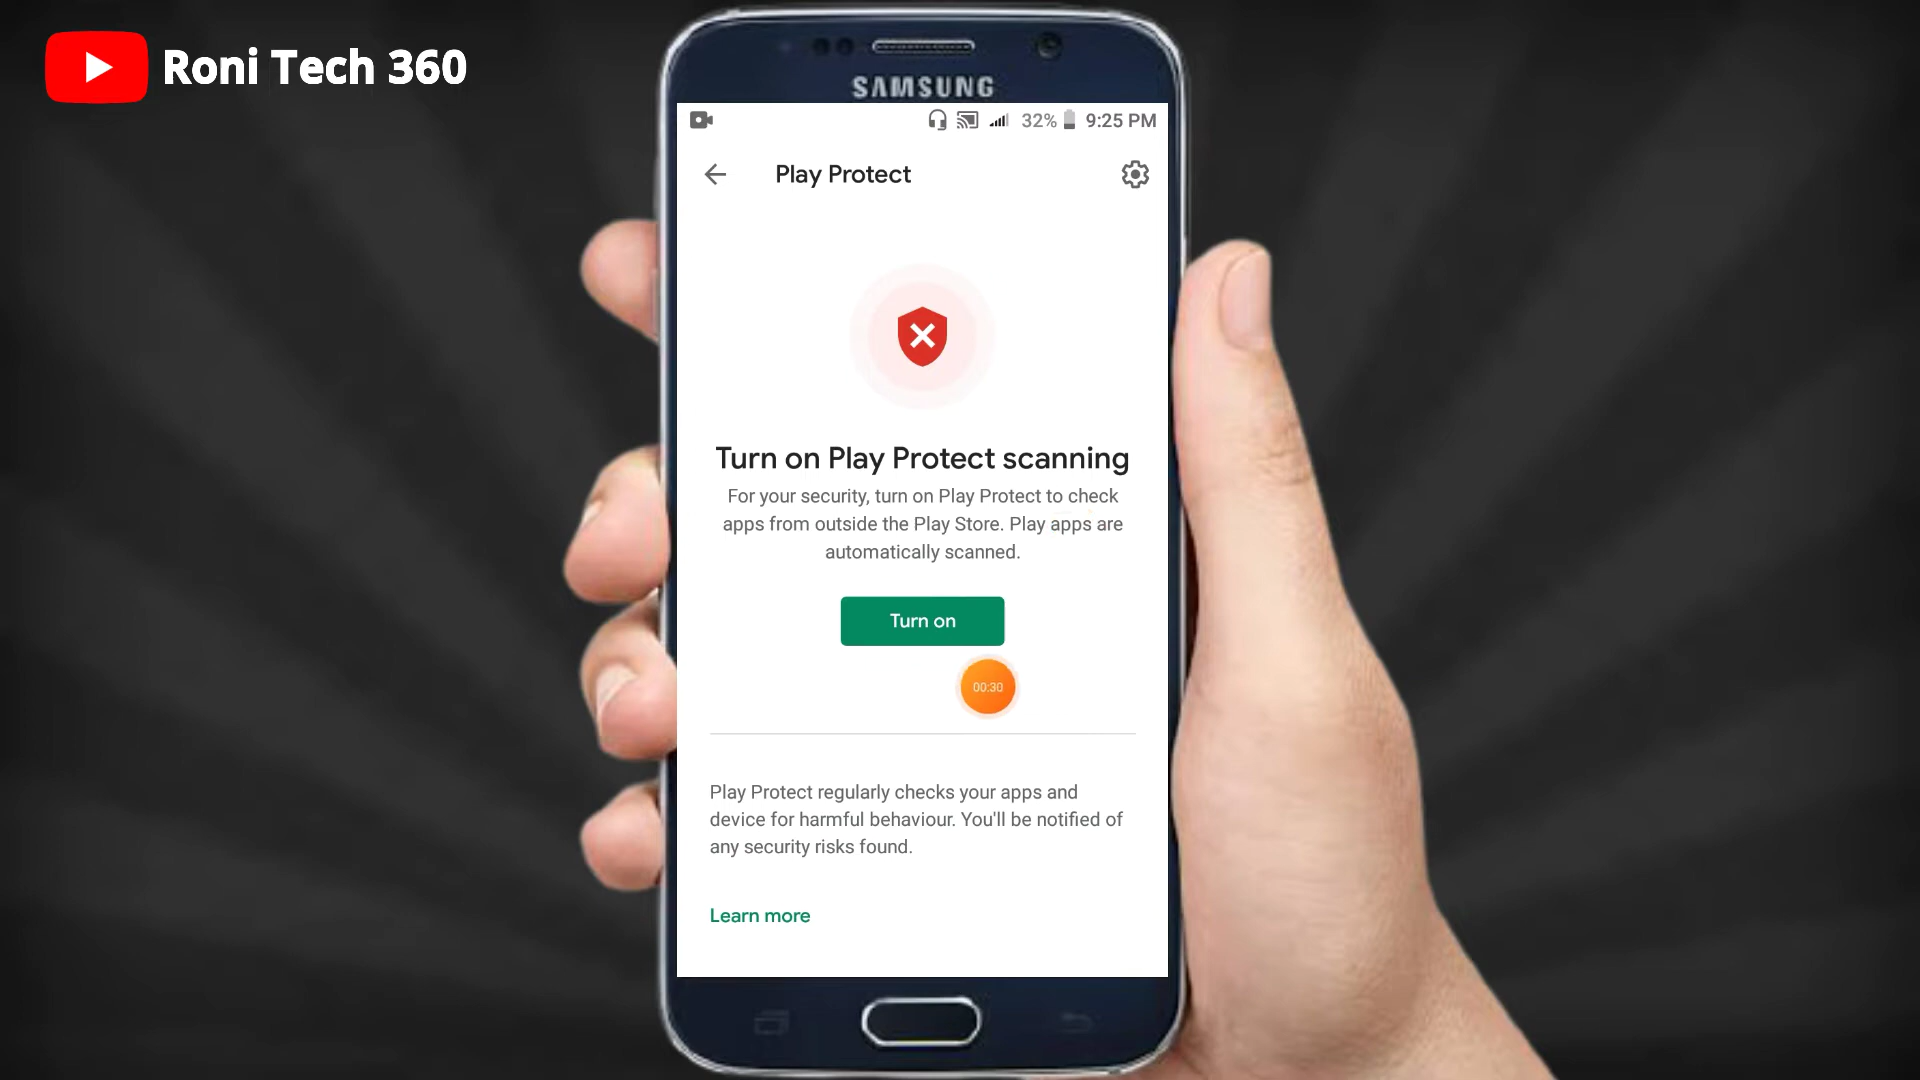 Roni Tech 360
SAMSUNG
32% 9:25 PM
Play Protect
Turn on Play Protect scanning
For your security, turn on Play Protect to check
apps from outside the Play Store. Play apps are
automatically scanned.
Turn on
00:30
Play Protect regularly checks your apps and
device for harmful behaviour. You'll be notified of
any security risks found.
Learn more